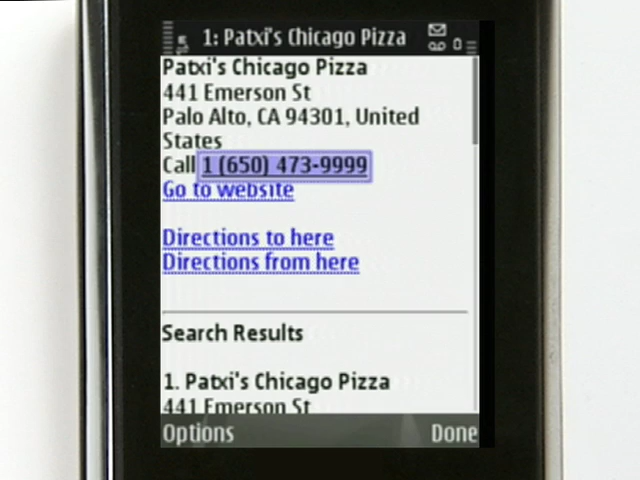 1: Patxi's Chicago Pizza
Patxi's Chicago Pizza
441 Emerson St
Palo Alto, CA 94301, United
States
Call 1 (650) 473-9999
Go to website
Directions to here
Directions from here
Search Results
1. Patxi's Chicago Pizza
441 Emerson St
Options Done